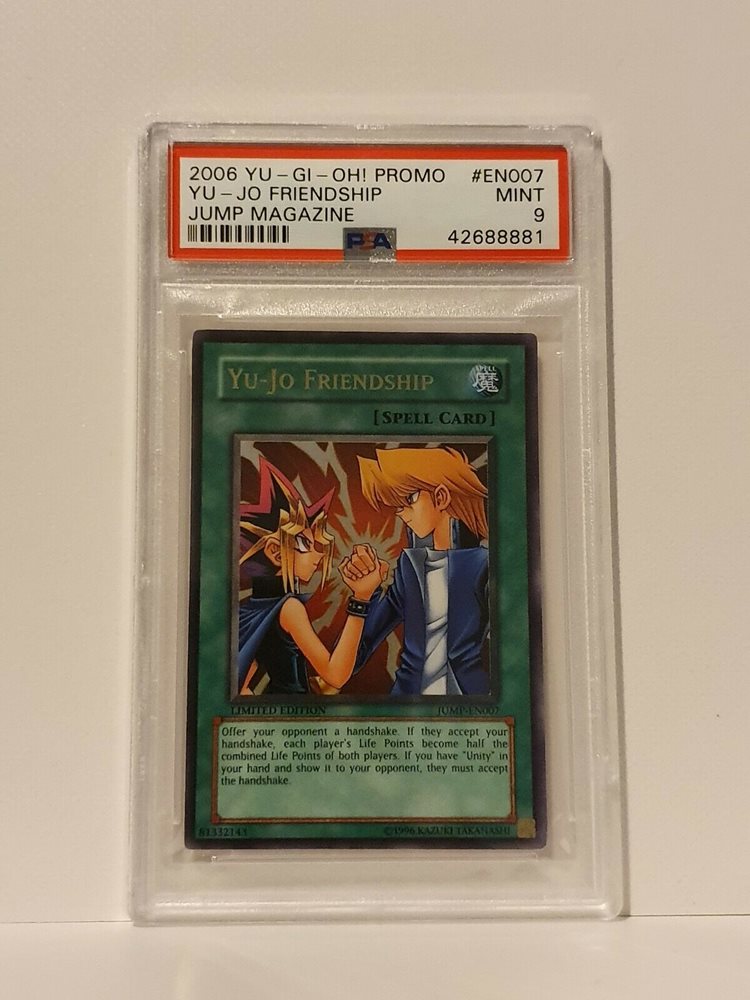 2006 YU-GI-OH! PROMO #EN007
YU-JO FRIENDSHIP MINT
JUMP MAGAZINE 9
PSA 42688881
YU-JO FRIENDSHIP
SPELL
魔
[SPELL CARD]
LIMITED EDITION JUMP-EN007
Offer your opponent a handshake. If they accept your
handshake, each player's Life Points become half the
combined Life Points of both players. If you have "Unity" in
your hand and show it to your opponent, they must accept
the handshake.
81332143 ©1996 KAZUKI TAKAHASHI